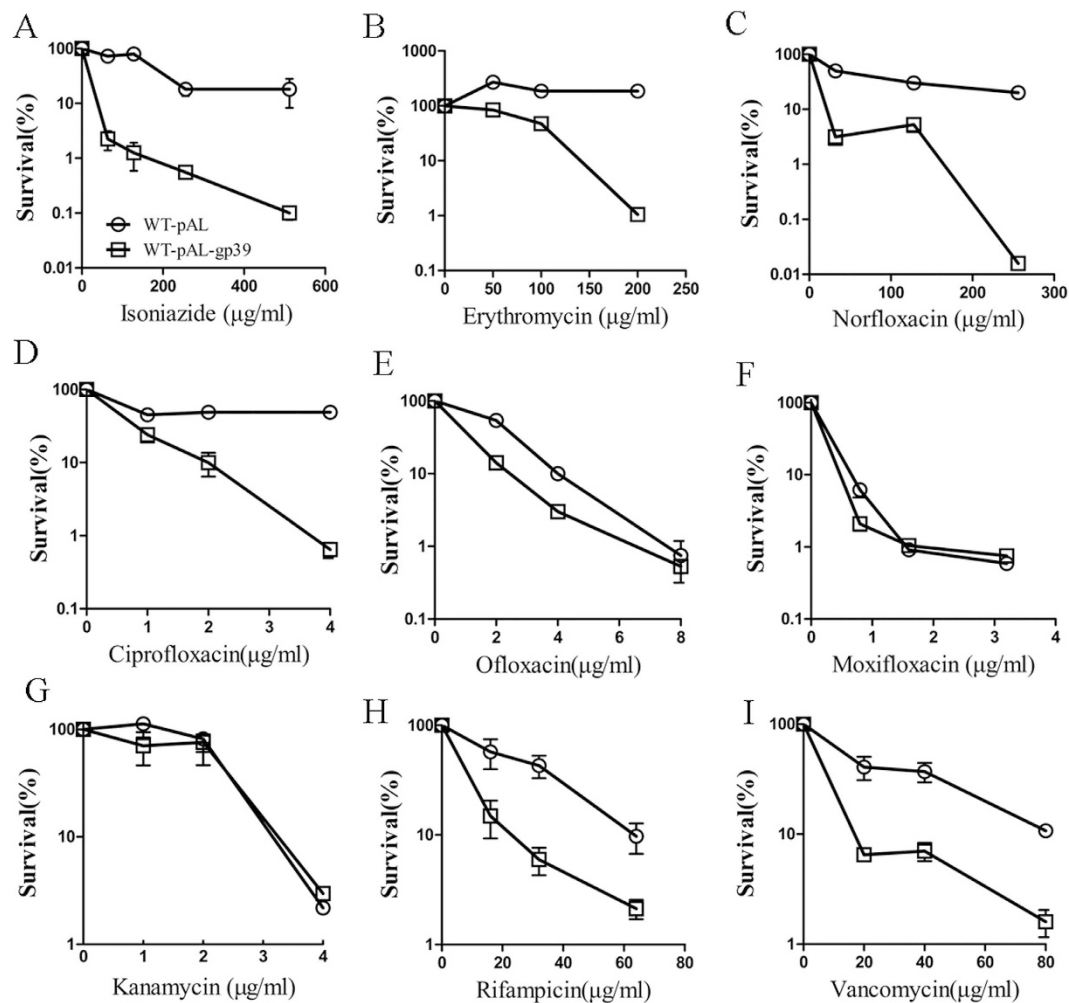 A
B
C
Survival(%)
100
10
1
0.1
0.01
WT-pAL
WT-pAL-gp39
0 200 400 600
Isoniazide (μg/ml)
Survival(%)
1000
100
10
1
0.1
0 50 100 150 200 250
Erythromycin (μg/ml)
Survival(%)
100
10
1
0.1
0.01
0 100 200 300
Norfloxacin (μg/ml)
D
E
F
Survival(%)
100
10
1
0.1
0 1 2 3 4
Ciprofloxacin(μg/ml)
Survival(%)
100
10
1
0.1
0 2 4 6 8
Ofloxacin(μg/ml)
Survival(%)
100
10
1
0.1
0 1 2 3 4
Moxifloxacin (μg/ml)
G
H
I
Survival(%)
100
10
1
0 1 2 3 4
Kanamycin (μg/ml)
Survival(%)
100
10
1
0 20 40 60 80
Rifampicin(μg/ml)
Survival(%)
100
10
1
0 20 40 60 80
Vancomycin(μg/ml)